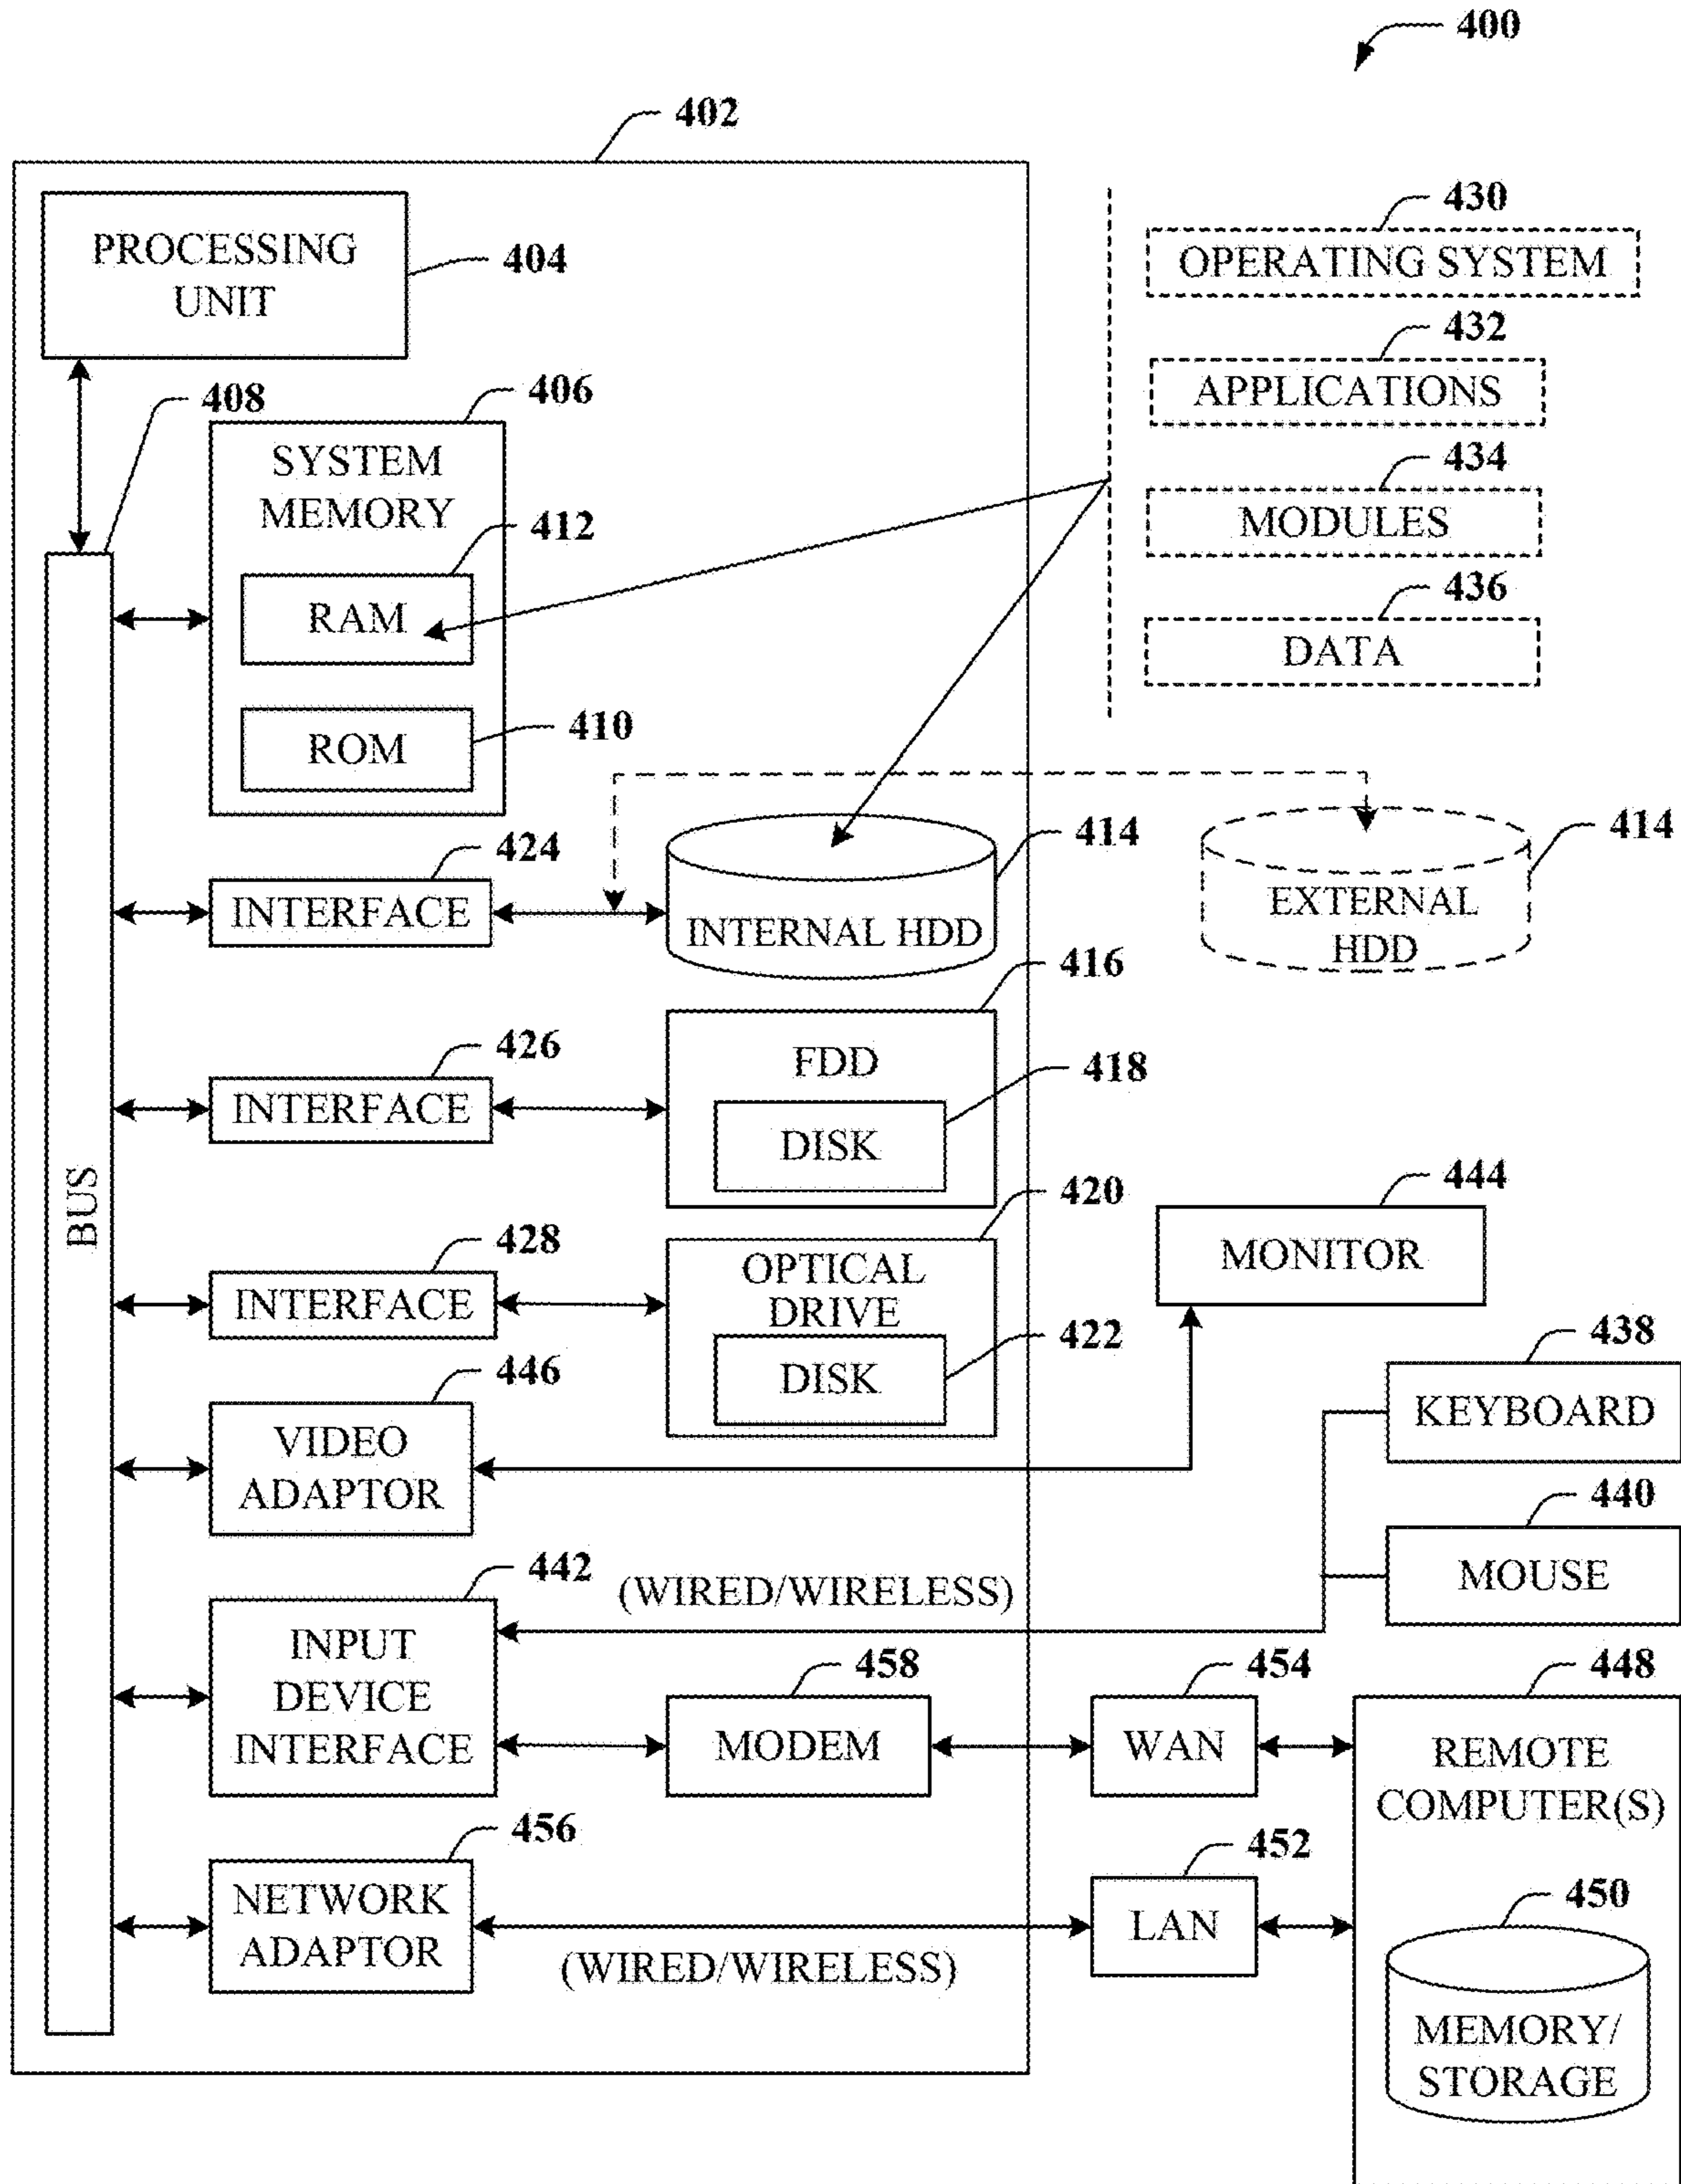 400
402
PROCESSING
UNIT
404
408
406
SYSTEM
MEMORY
412
RAM
410
ROM
430
OPERATING SYSTEM
432
APPLICATIONS
434
MODULES
436
DATA
424
INTERFACE
414
INTERNAL HDD
414
EXTERNAL
HDD
426
INTERFACE
416
FDD
418
DISK
BUS
428
INTERFACE
420
OPTICAL
DRIVE
422
DISK
444
MONITOR
446
VIDEO
ADAPTOR
438
KEYBOARD
440
MOUSE
442
(WIRED/WIRELESS)
INPUT
DEVICE
INTERFACE
458
MODEM
454
WAN
448
REMOTE
COMPUTER(S)
456
NETWORK
ADAPTOR
(WIRED/WIRELESS)
452
LAN
450
MEMORY/
STORAGE